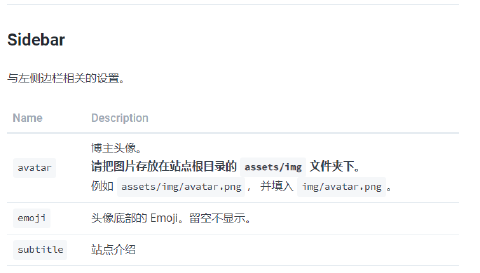 Sidebar
与左侧边栏相关的设置。
Name Description
博主头像。
avatar 请把图片存放在站点根目录的 assets/img 文件夹下。
例如 assets/img/avatar.png ，并填入 img/avatar.png 。
emoji 头像底部的 Emoji。留空不显示。
subtitle 站点介绍